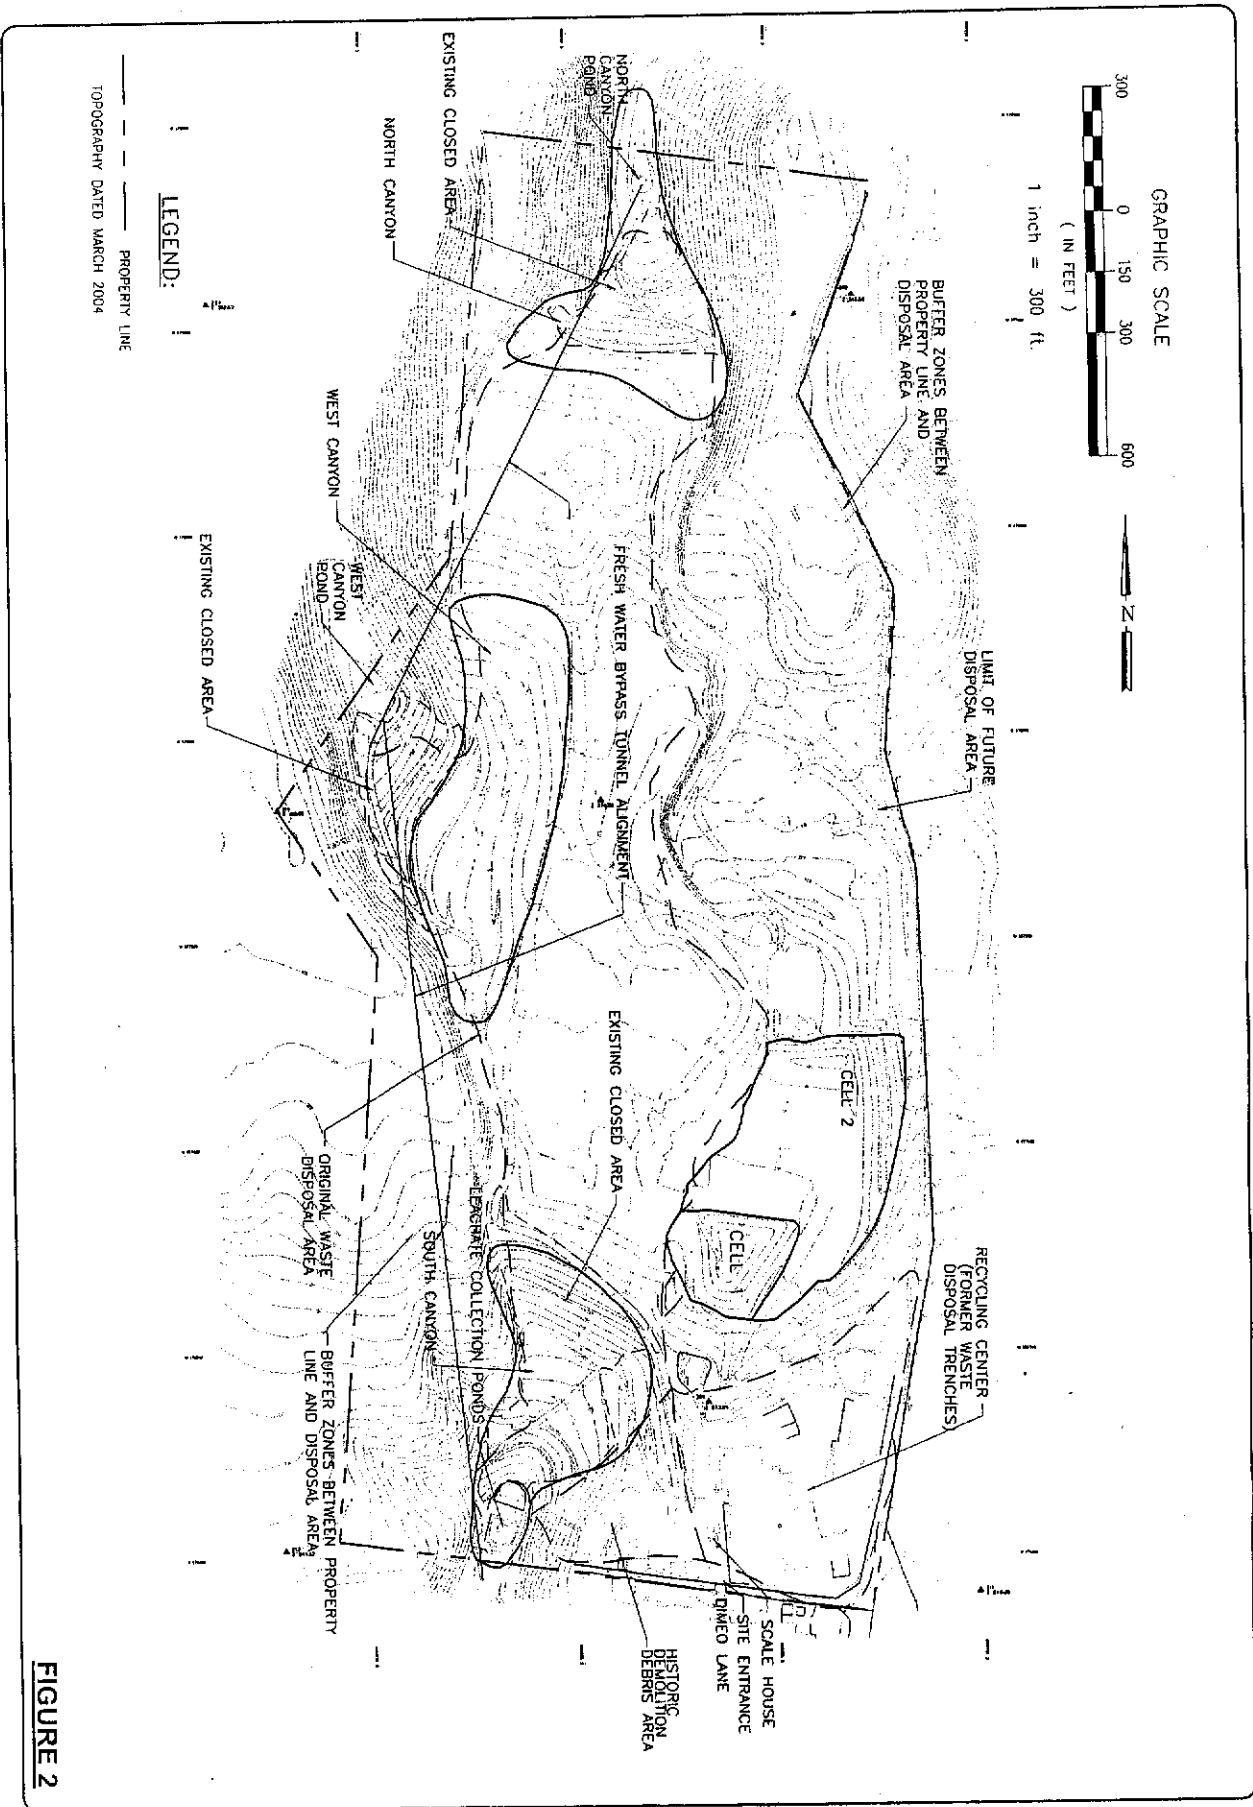 GRAPHIC SCALE
300
0
150
300
600
( IN FEET )
1 inch = 300 ft.
N
BUFFER ZONES BETWEEN
PROPERTY LINE AND
DISPOSAL AREA
LIMIT OF FUTURE
DISPOSAL AREA
RECYCLING CENTER
(FORMER WASTE
DISPOSAL TRENCHES)
NORTH
CANYON
POND
EXISTING CLOSED AREA
NORTH CANYON
FRESH WATER BYPASS TUNNEL ALIGNMENT
CELL 2
CELL 1
EXISTING CLOSED AREA
WEST CANYON
WEST
CANYON
POND
EXISTING CLOSED AREA
LEACHATE COLLECTION PONDS
SOUTH CANYON
ORIGINAL WASTE
DISPOSAL AREA
BUFFER ZONES BETWEEN PROPERTY
LINE AND DISPOSAL AREA
SCALE HOUSE
SITE ENTRANCE
DIMEO LANE
HISTORIC
DEMOLITION
DEBRIS AREA
LEGEND:
PROPERTY LINE
TOPOGRAPHY DATED MARCH 2004
FIGURE 2